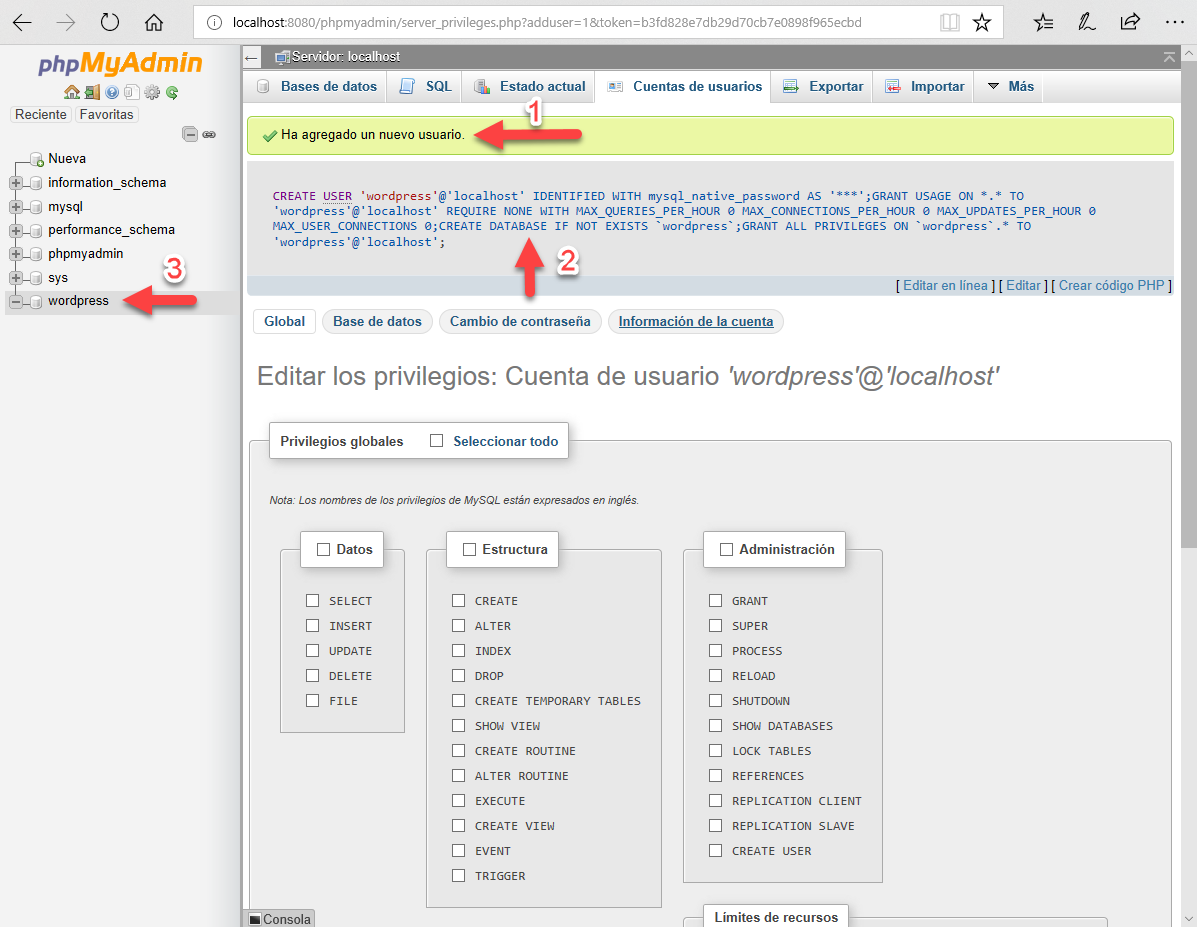 localhost:8080/phpmyadmin/server_privileges.php?adduser=1&token=b3fd828e7db29d70cb7e0898f965ecbd
phpMyAdmin
Reciente Favoritas
Nueva
information_schema
mysql
performance_schema
phpmyadmin
sys
wordpress
3
Servidor: localhost
Bases de datos SQL Estado actual Cuentas de usuarios Exportar Importar Más
Ha agregado un nuevo usuario.
1
CREATE USER 'wordpress'@'localhost' IDENTIFIED WITH mysql_native_password AS '***';GRANT USAGE ON *.* TO
'wordpress'@'localhost' REQUIRE NONE WITH MAX_QUERIES_PER_HOUR 0 MAX_CONNECTIONS_PER_HOUR 0 MAX_UPDATES_PER_HOUR 0
MAX_USER_CONNECTIONS 0;CREATE DATABASE IF NOT EXISTS `wordpress`;GRANT ALL PRIVILEGES ON `wordpress`.* TO
'wordpress'@'localhost';
2
[ Editar en línea ] [ Editar ] [ Crear código PHP ]
Global Base de datos Cambio de contraseña Información de la cuenta
Editar los privilegios: Cuenta de usuario 'wordpress'@'localhost'
Privilegios globales Seleccionar todo
Nota: Los nombres de los privilegios de MySQL están expresados en inglés.
Datos
SELECT
INSERT
UPDATE
DELETE
FILE
Estructura
CREATE
ALTER
INDEX
DROP
CREATE TEMPORARY TABLES
SHOW VIEW
CREATE ROUTINE
ALTER ROUTINE
EXECUTE
CREATE VIEW
EVENT
TRIGGER
Administración
GRANT
SUPER
PROCESS
RELOAD
SHUTDOWN
SHOW DATABASES
LOCK TABLES
REFERENCES
REPLICATION CLIENT
REPLICATION SLAVE
CREATE USER
Límites de recursos
Consola